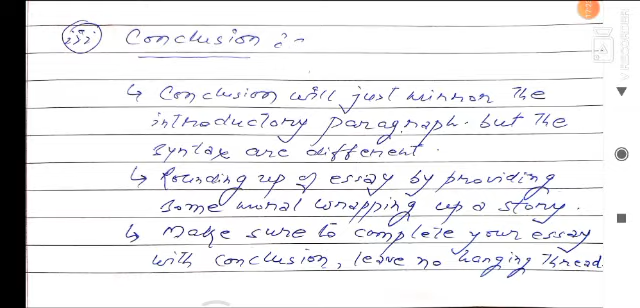 iii) Conclusion :-
↳ Conclusion will just mirror the
introductory paragraph. but the
syntax are different.
↳ Rounding up of essay by providing
some moral wrapping up a story.
↳ Make sure to complete your essay
with conclusion, leave no hanging thread.
V RECORDER